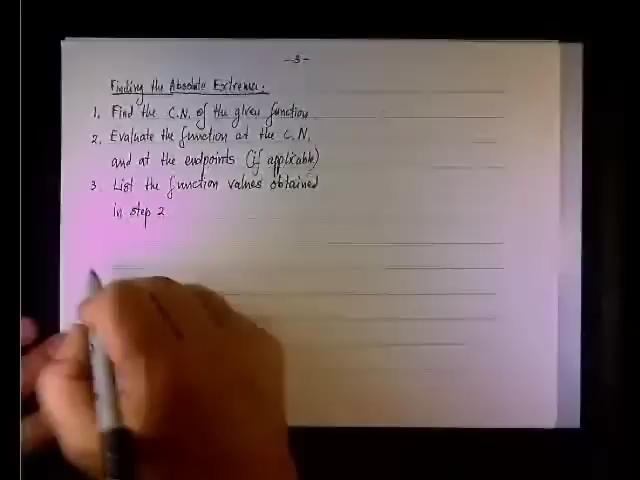 -3-
Finding the Absolute Extrema:
1. Find the C.N. of the given function
2. Evaluate the function at the C.N.
and at the endpoints (if applicable)
3. List the function values obtained
in step 2